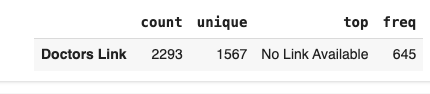 count unique top freq
Doctors Link 2293 1567 No Link Available 645